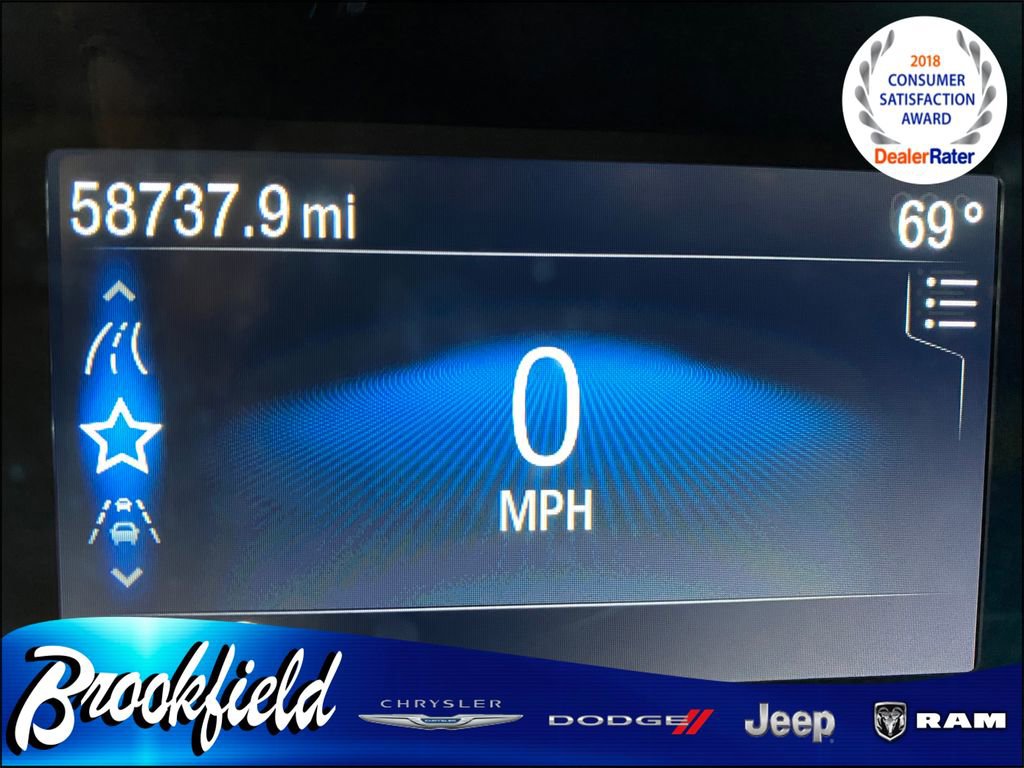 2018
CONSUMER
SATISFACTION
AWARD
DealerRater
58737.9 mi
69°
0
MPH
Brookfield
CHRYSLER
DODGE
Jeep
RAM